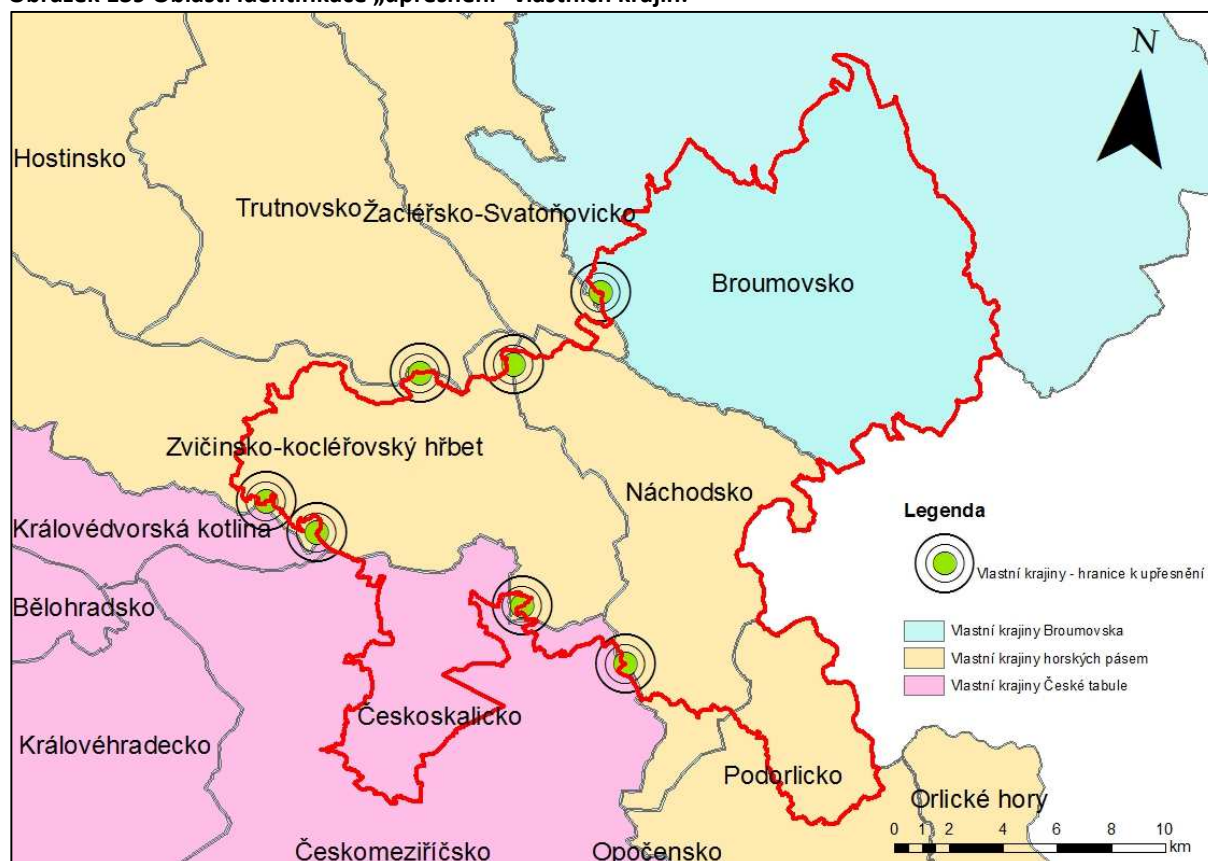 Obrázek 139 Oblasti identifikace „upřesnění“ vlastních krajin
N
Hostinsko
Trutnovsko
Žacléřsko-Svatoňovicko
Broumovsko
Zvičinsko-kocléřovský hřbet
Náchodsko
Královédvorská kotlina
Bělohradsko
Českoskalicko
Královéhradecko
Podorlicko
Orlické hory
Českomeziříčsko
Opočensko
Legenda
Vlastní krajiny - hranice k upřesnění
Vlastní krajiny Broumovska
Vlastní krajiny horských pásem
Vlastní krajiny České tabule
0 1 2 4 6 8 10
km